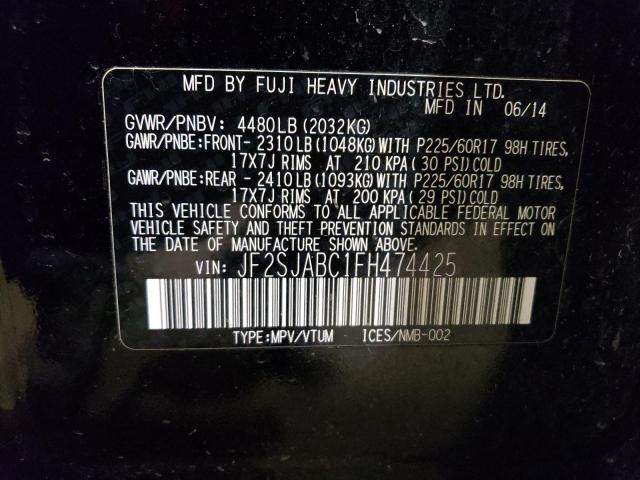 MFD BY FUJI HEAVY INDUSTRIES LTD.
MFD IN 06/14
GVWR/PNBV: 4480LB (2032KG)
GAWR/PNBE:FRONT- 2310LB (1048KG) WITH P225/60R17 98H TIRES,
17X7J RIMS AT 210 KPA ( 30 PSI) COLD
GAWR/PNBE:REAR - 2410LB (1093KG) WITH P225/60R17 98H TIRES,
17X7J RIMS AT 200 KPA ( 29 PSI) COLD
THIS VEHICLE CONFORMS TO ALL APPLICABLE FEDERAL MOTOR
VEHICLE SAFETY AND THEFT PREVENTION STANDARDS IN EFFECT ON
THE DATE OF MANUFACTURE SHOWN ABOVE.
VIN: JF2SJABC1FH474425
TYPE:MPV/VTUM ICES/NMB-002